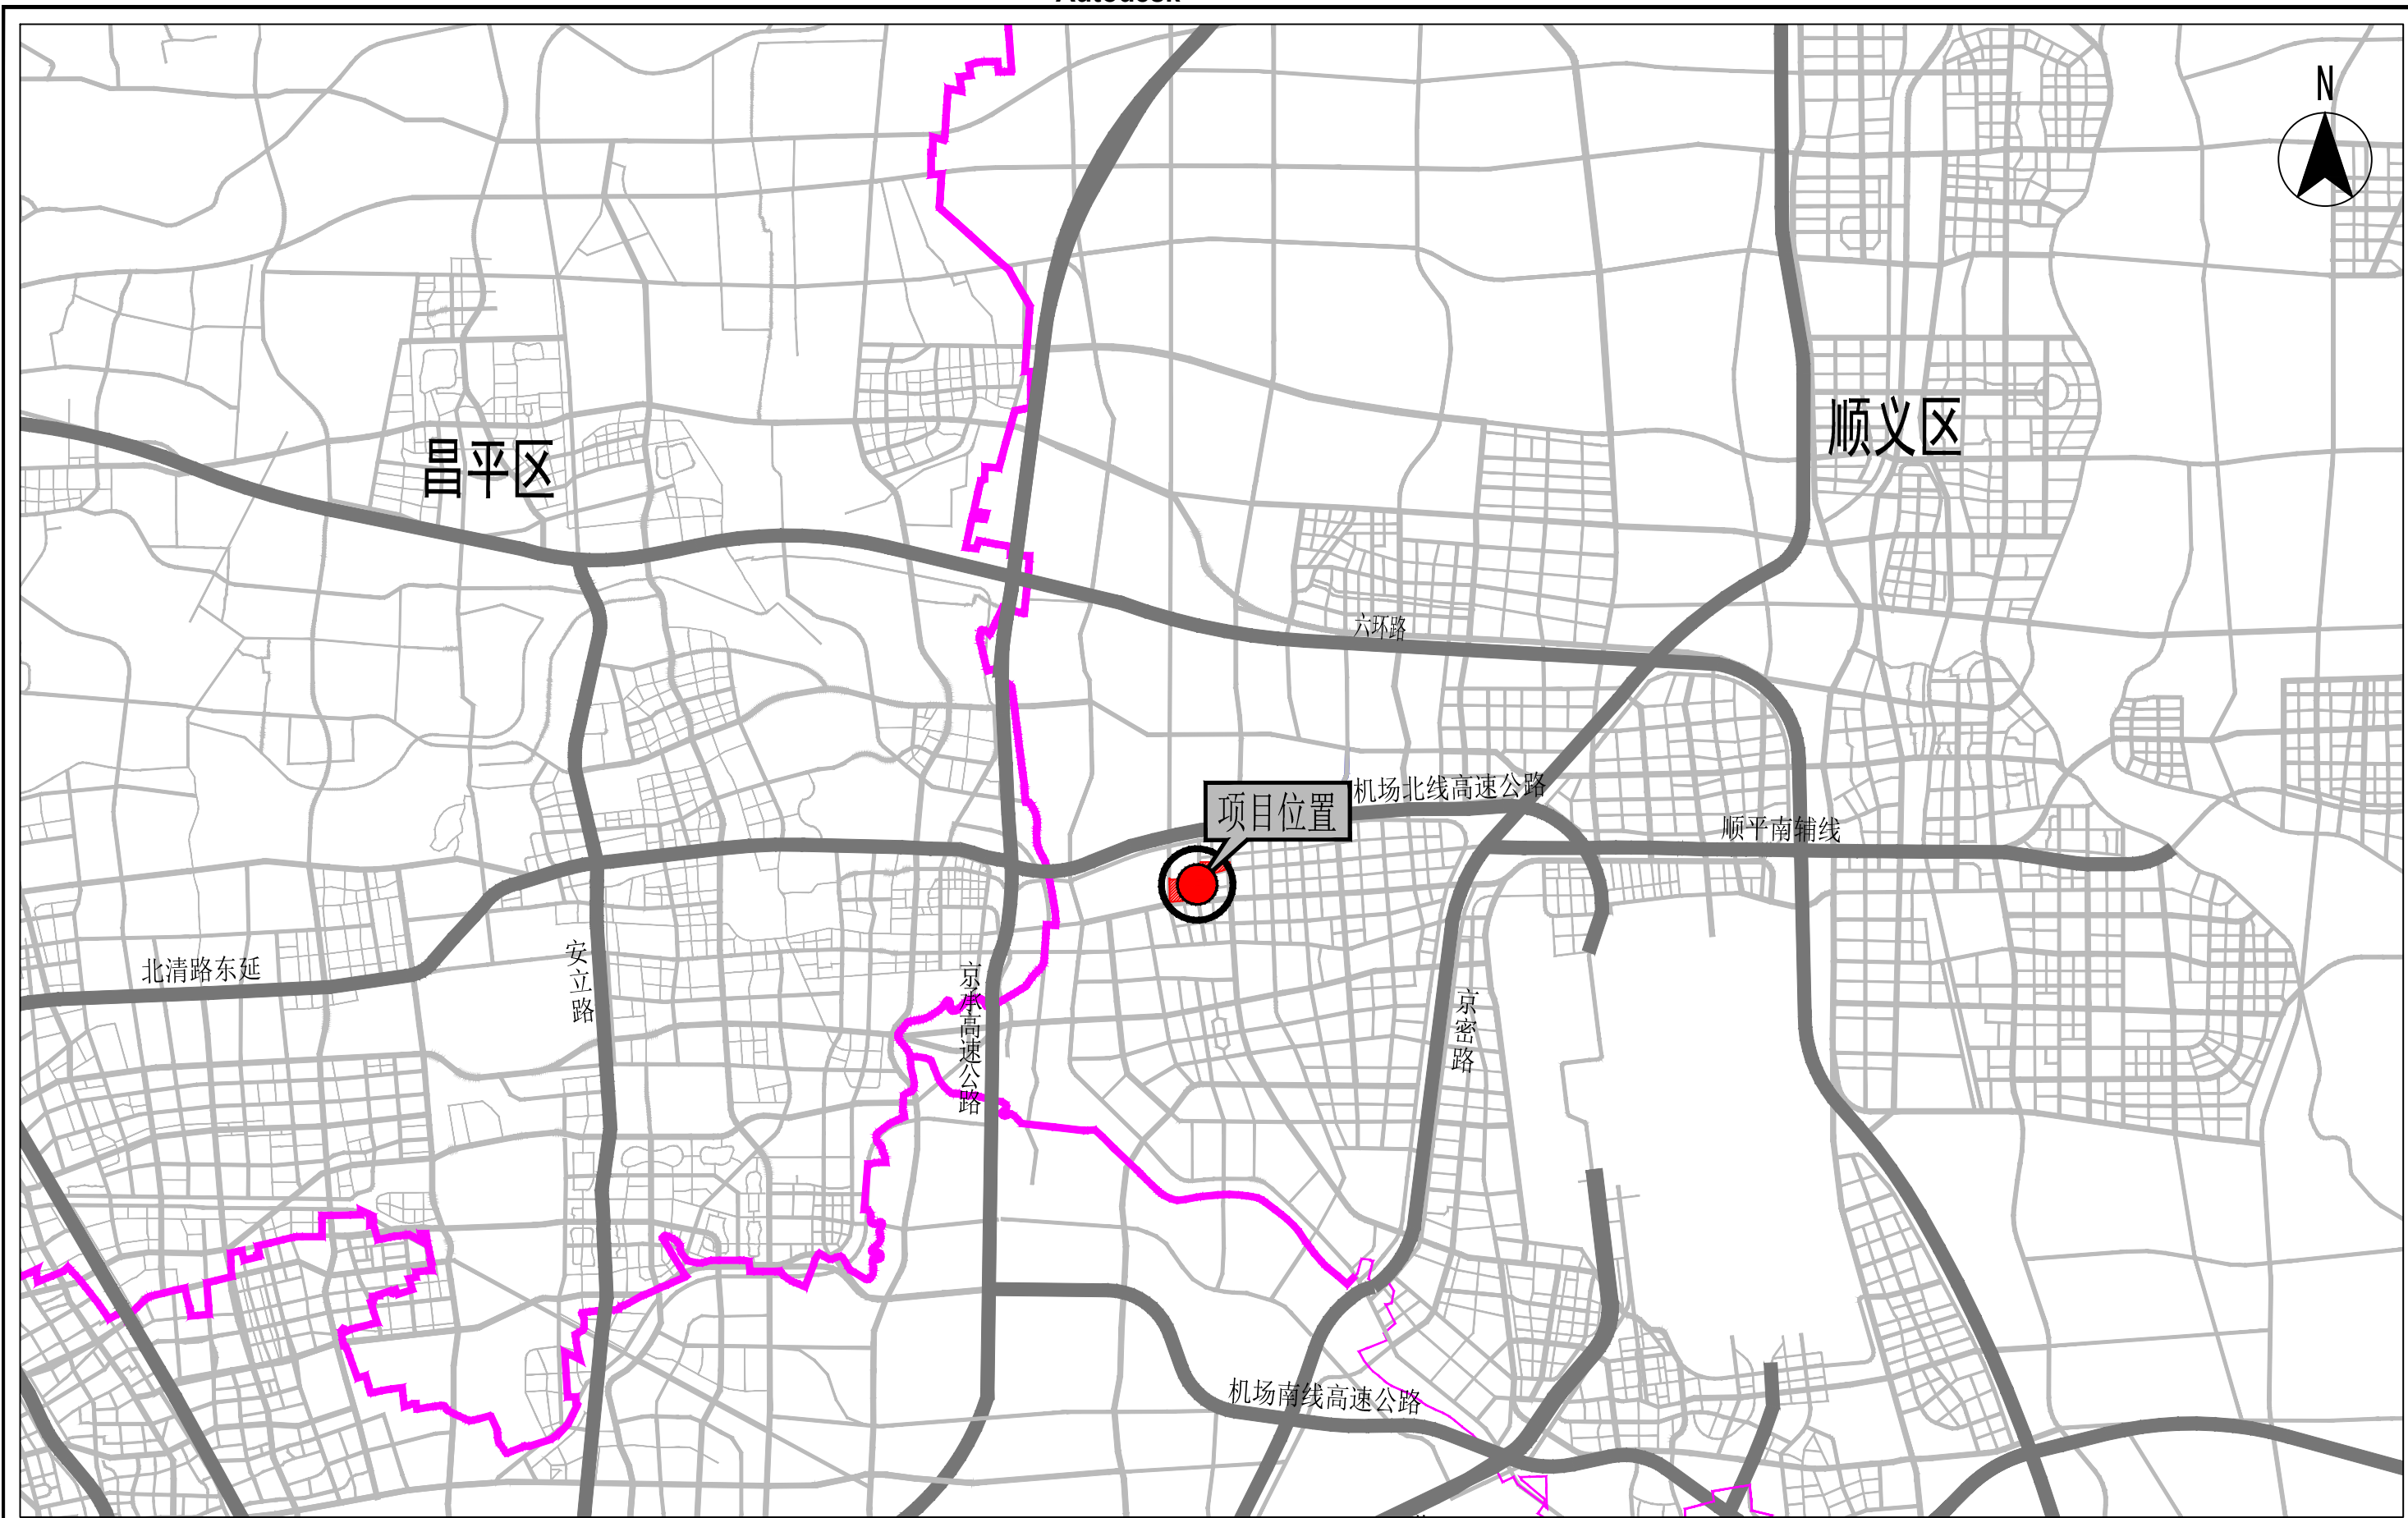 N
顺义区
昌平区
六环路
机场北线高速公路
项目位置
顺平南辅线
北清路东延
安立路
京承高速公路
京密路
机场南线高速公路